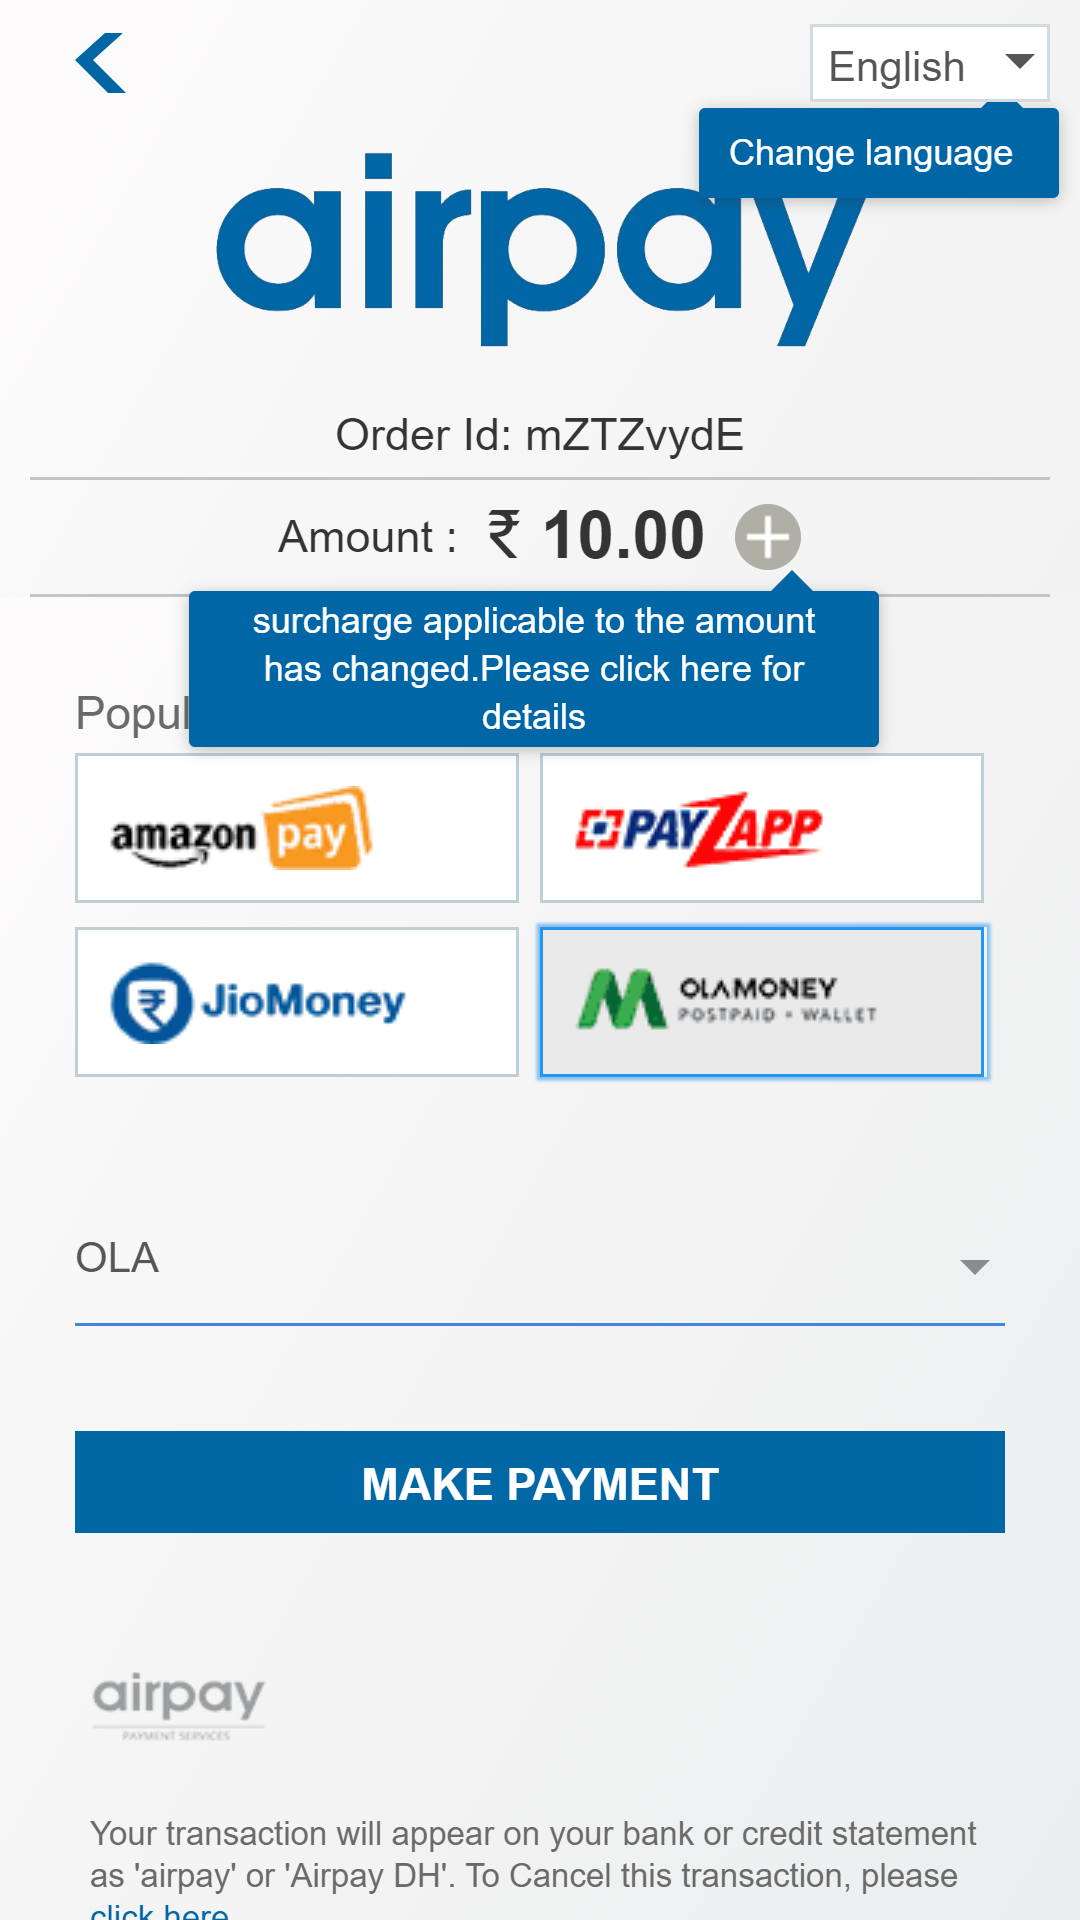 English
Change language
airpay
Order Id: mZTZvydE
Amount : ₹ 10.00
surcharge applicable to the amount
has changed.Please click here for
details
Popul
amazon pay
PAYZAPP
JioMoney
OLAMONEY
POSTPAID • WALLET
OLA
MAKE PAYMENT
airpay
PAYMENT SERVICES
Your transaction will appear on your bank or credit statement
as 'airpay' or 'Airpay DH'. To Cancel this transaction, please
click here